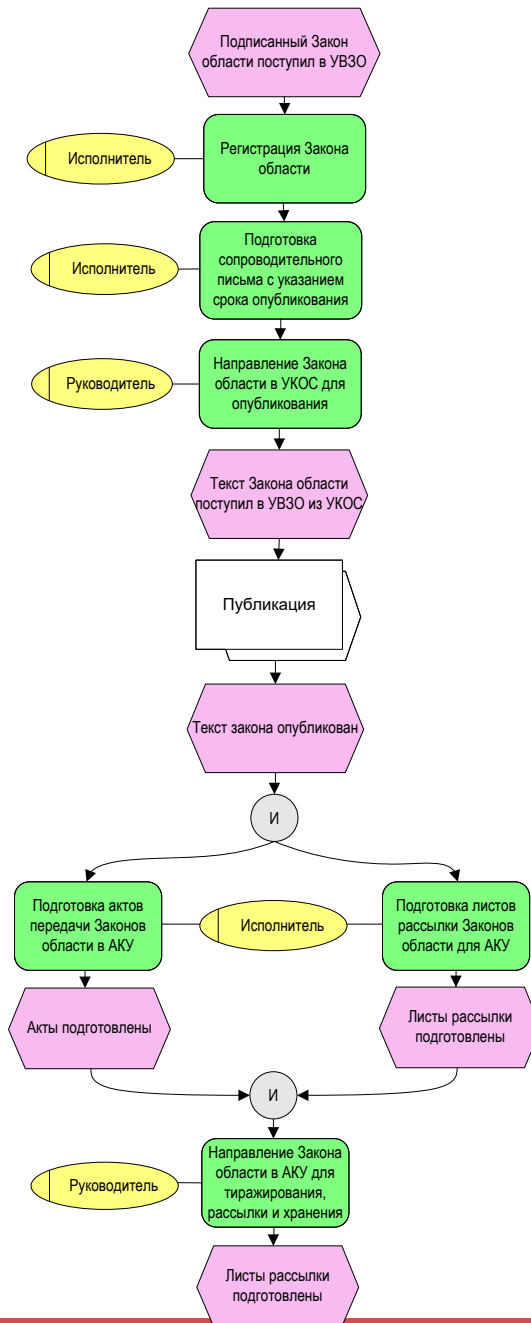 Подписанный Закон
области поступил в УВЗО
Исполнитель
Регистрация Закона
области
Исполнитель
Подготовка
сопроводительного
письма с указанием
срока опубликования
Руководитель
Направление Закона
области в УКОС для
опубликования
Текст Закона области
поступил в УВЗО из УКОС
Публикация
Текст закона опубликован
И
Подготовка актов
передачи Законов
области в АКУ
Исполнитель
Подготовка листов
рассылки Законов
области для АКУ
Акты подготовлены
Листы рассылки
подготовлены
И
Руководитель
Направление Закона
области в АКУ для
тиражирования,
рассылки и хранения
Листы рассылки
подготовлены